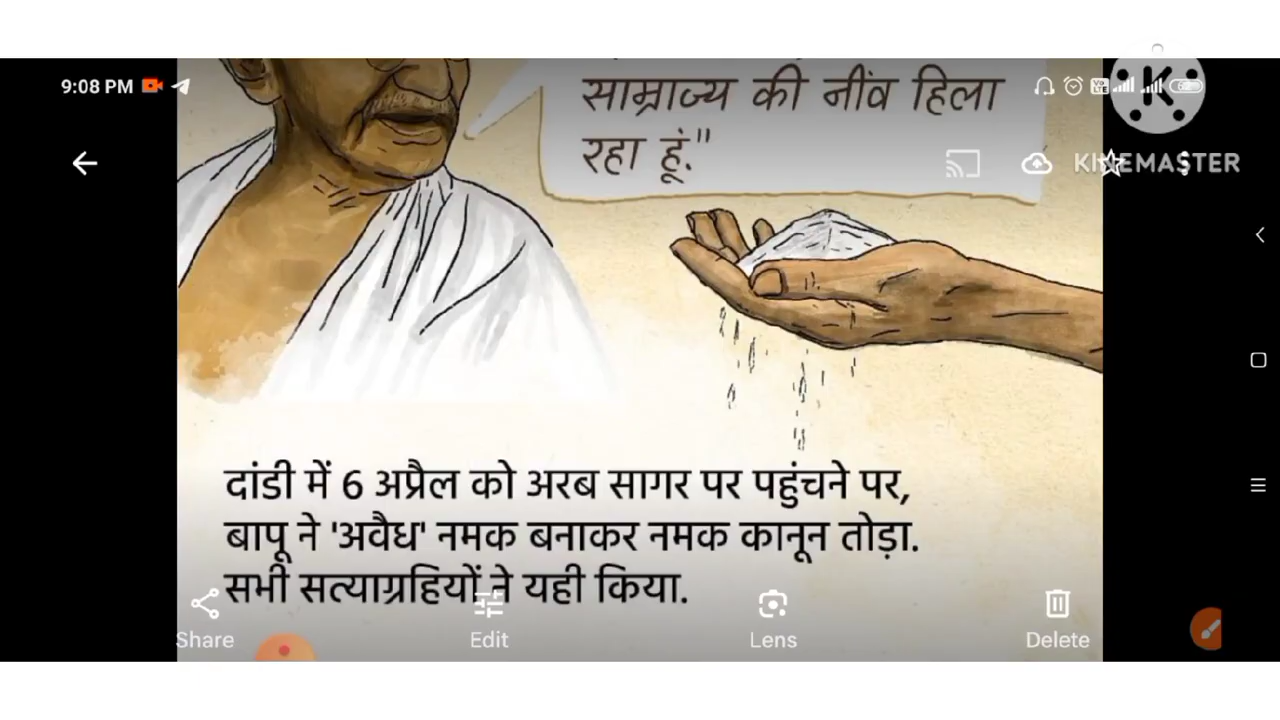 9:08 PM
साम्राज्य की नींव हिला
रहा हूं."
KINEMASTER
दांडी में 6 अप्रैल को अरब सागर पर पहुंचने पर,
बापू ने 'अवैध' नमक बनाकर नमक कानून तोड़ा.
सभी सत्याग्रहियों ने यही किया.
Share Edit Lens Delete